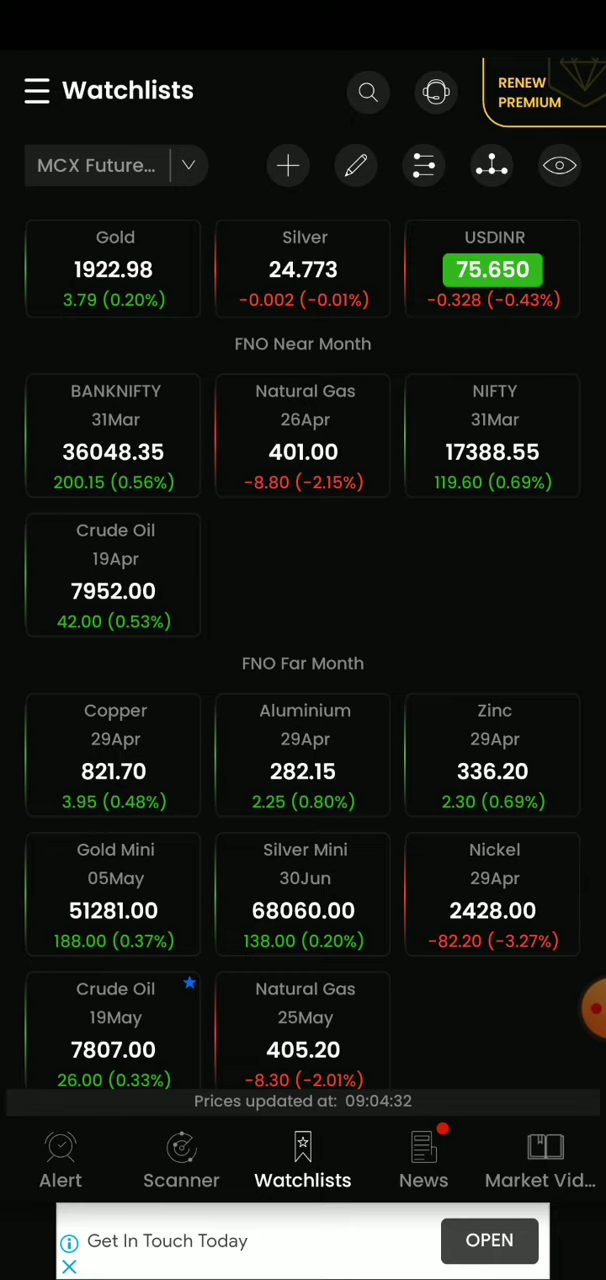 Watchlists
RENEW
PREMIUM
MCX Future...
Gold Silver USDINR
1922.98 24.773 75.650
3.79 (0.20%) -0.002 (-0.01%) -0.328 (-0.43%)
FNO Near Month
BANKNIFTY Natural Gas NIFTY
31Mar 26Apr 31Mar
36048.35 401.00 17388.55
200.15 (0.56%) -8.80 (-2.15%) 119.60 (0.69%)
Crude Oil
19Apr
7952.00
42.00 (0.53%)
FNO Far Month
Copper Aluminium Zinc
29Apr 29Apr 29Apr
821.70 282.15 336.20
3.95 (0.48%) 2.25 (0.80%) 2.30 (0.69%)
Gold Mini Silver Mini Nickel
05May 30Jun 29Apr
51281.00 68060.00 2428.00
188.00 (0.37%) 138.00 (0.20%) -82.20 (-3.27%)
Crude Oil Natural Gas
19May 25May
7807.00 405.20
26.00 (0.33%) -8.30 (-2.01%)
Prices updated at: 09:04:32
Alert Scanner Watchlists News Market Vid...
Get In Touch Today OPEN